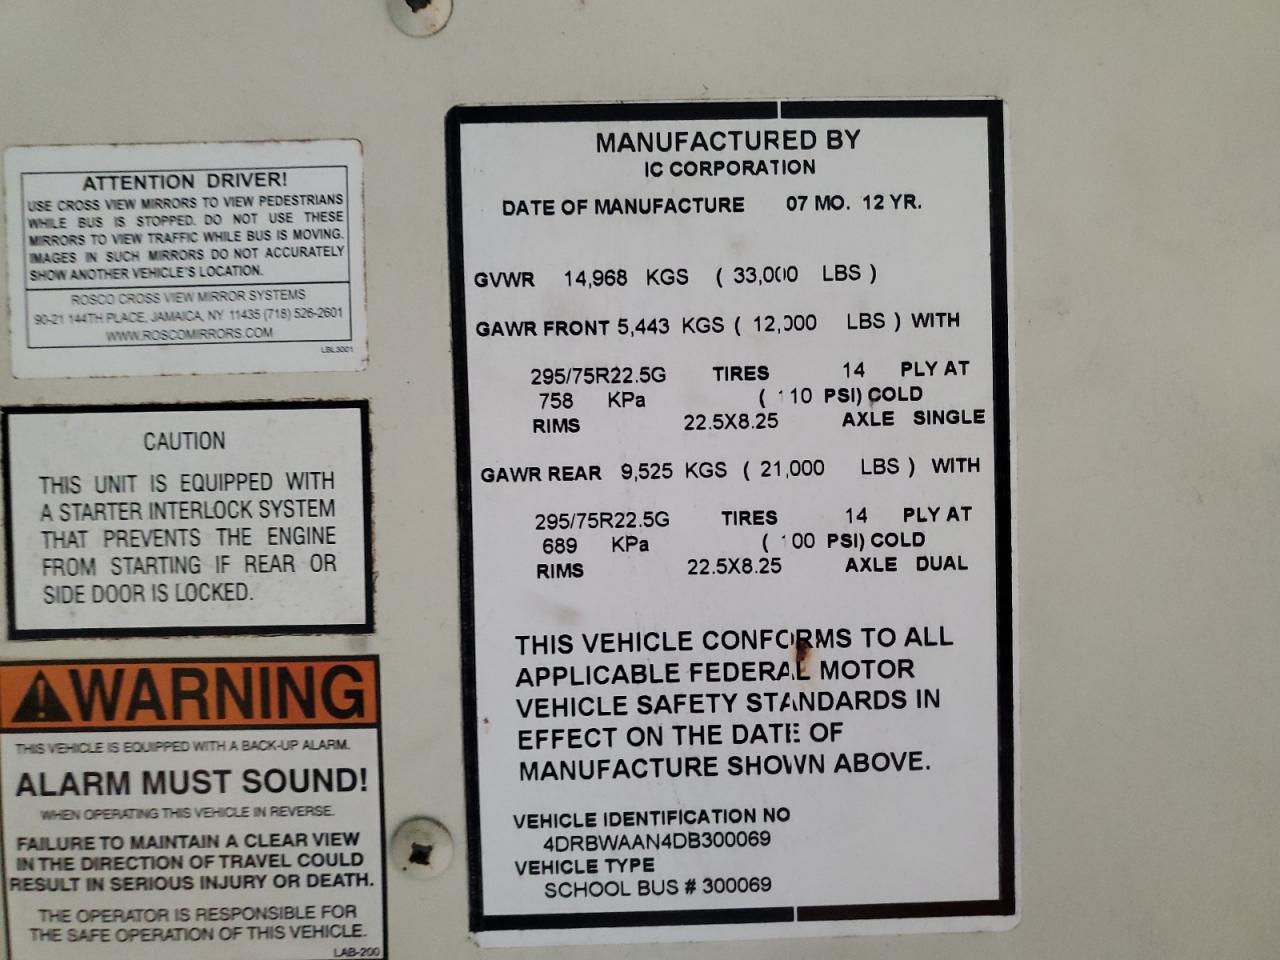 ATTENTION DRIVER!
USE CROSS VIEW MIRRORS TO VIEW PEDESTRIANS
WHILE BUS IS STOPPED. DO NOT USE THESE
MIRRORS TO VIEW TRAFFIC WHILE BUS IS MOVING.
IMAGES IN SUCH MIRRORS DO NOT ACCURATELY
SHOW ANOTHER VEHICLE'S LOCATION.
ROSCO CROSS VIEW MIRROR SYSTEMS
90-21 144TH PLACE, JAMAICA, NY 11435 (718) 526-2601
WWW.ROSCOMIRRORS.COM
LBL3001
CAUTION
THIS UNIT IS EQUIPPED WITH
A STARTER INTERLOCK SYSTEM
THAT PREVENTS THE ENGINE
FROM STARTING IF REAR OR
SIDE DOOR IS LOCKED.
WARNING
THIS VEHICLE IS EQUIPPED WITH A BACK-UP ALARM.
ALARM MUST SOUND!
WHEN OPERATING THIS VEHICLE IN REVERSE.
FAILURE TO MAINTAIN A CLEAR VIEW
IN THE DIRECTION OF TRAVEL COULD
RESULT IN SERIOUS INJURY OR DEATH.
THE OPERATOR IS RESPONSIBLE FOR
THE SAFE OPERATION OF THIS VEHICLE.
LAB-200
MANUFACTURED BY
IC CORPORATION
DATE OF MANUFACTURE 07 MO. 12 YR.
GVWR 14,968 KGS ( 33,000 LBS )
GAWR FRONT 5,443 KGS ( 12,000 LBS ) WITH
295/75R22.5G TIRES 14 PLY AT
758 KPa ( 110 PSI) COLD
RIMS 22.5X8.25 AXLE SINGLE
GAWR REAR 9,525 KGS ( 21,000 LBS ) WITH
295/75R22.5G TIRES 14 PLY AT
689 KPa ( 100 PSI) COLD
RIMS 22.5X8.25 AXLE DUAL
THIS VEHICLE CONFORMS TO ALL
APPLICABLE FEDERAL MOTOR
VEHICLE SAFETY STANDARDS IN
EFFECT ON THE DATE OF
MANUFACTURE SHOWN ABOVE.
VEHICLE IDENTIFICATION NO
4DRBWAAN4DB300069
VEHICLE TYPE
SCHOOL BUS # 300069